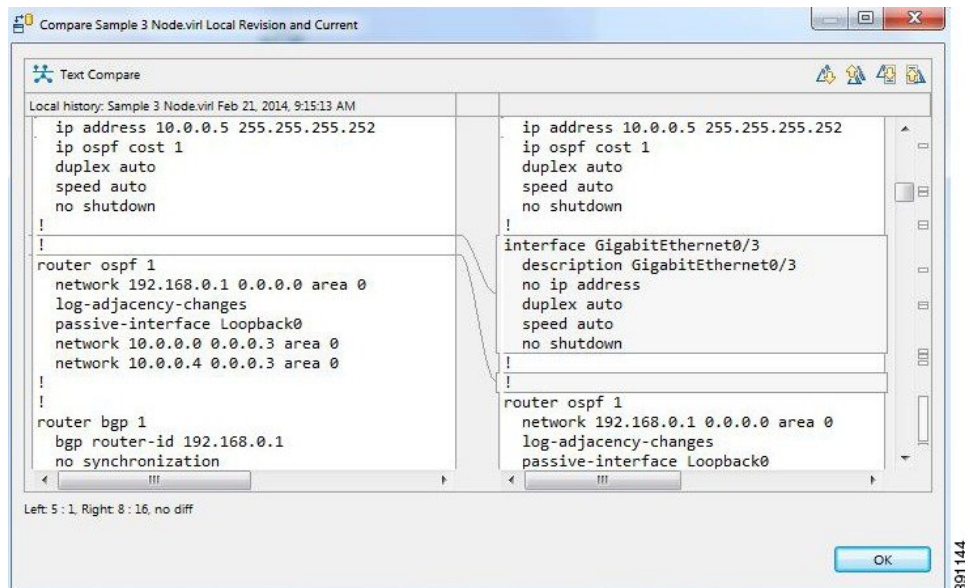 Compare Sample 3 Node.virl Local Revision and Current
Text Compare
Local history: Sample 3 Node.virl Feb 21, 2014, 9:15:13 AM
ip address 10.0.0.5 255.255.255.252
ip ospf cost 1
duplex auto
speed auto
no shutdown
!
!
router ospf 1
network 192.168.0.1 0.0.0.0 area 0
log-adjacency-changes
passive-interface Loopback0
network 10.0.0.0 0.0.0.3 area 0
network 10.0.0.4 0.0.0.3 area 0
!
!
router bgp 1
bgp router-id 192.168.0.1
no synchronization
ip address 10.0.0.5 255.255.255.252
ip ospf cost 1
duplex auto
speed auto
no shutdown
!
interface GigabitEthernet0/3
description GigabitEthernet0/3
no ip address
duplex auto
speed auto
no shutdown
!
!
router ospf 1
network 192.168.0.1 0.0.0.0 area 0
log-adjacency-changes
passive-interface Loopback0
Left: 5 : 1, Right: 8 : 16, no diff
OK
391144